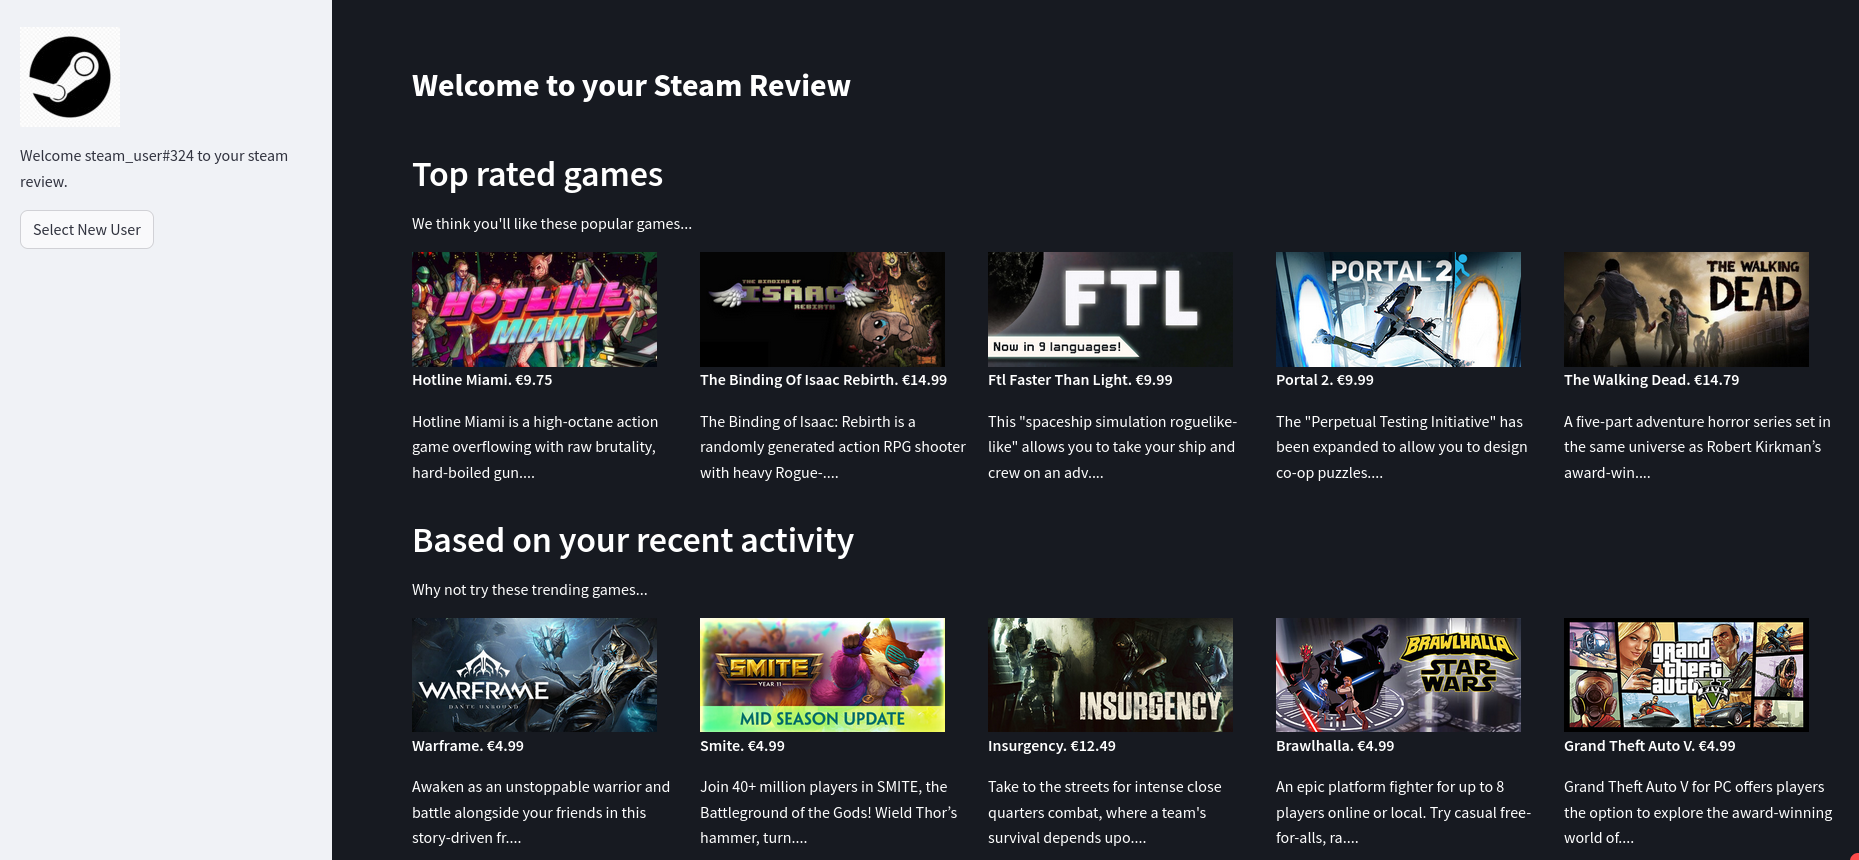 Welcome steam_user#324 to your steam
review.
Select New User
Welcome to your Steam Review
Top rated games
We think you'll like these popular games...
HOTLINE
MIAMI
THE BINDING OF
ISAAC
REBIRTH
FTL
Now in 9 languages!
PORTAL 2
THE WALKING
DEAD
Hotline Miami. €9.75
The Binding Of Isaac Rebirth. €14.99
Ftl Faster Than Light. €9.99
Portal 2. €9.99
The Walking Dead. €14.79
Hotline Miami is a high-octane action
game overflowing with raw brutality,
hard-boiled gun....
The Binding of Isaac: Rebirth is a
randomly generated action RPG shooter
with heavy Rogue-....
This "spaceship simulation roguelike-
like" allows you to take your ship and
crew on an adv....
The "Perpetual Testing Initiative" has
been expanded to allow you to design
co-op puzzles....
A five-part adventure horror series set in
the same universe as Robert Kirkman’s
award-win....
Based on your recent activity
Why not try these trending games...
WARFRAME
DANTE UNBOUND
SMITE
YEAR 11
MID SEASON UPDATE
INSURGENCY
BRAWLHALLA
STAR
WARS
grand
theft
auto V
Warframe. €4.99
Smite. €4.99
Insurgency. €12.49
Brawlhalla. €4.99
Grand Theft Auto V. €4.99
Awaken as an unstoppable warrior and
battle alongside your friends in this
story-driven fr....
Join 40+ million players in SMITE, the
Battleground of the Gods! Wield Thor’s
hammer, turn....
Take to the streets for intense close
quarters combat, where a team's
survival depends upo....
An epic platform fighter for up to 8
players online or local. Try casual free-
for-alls, ra....
Grand Theft Auto V for PC offers players
the option to explore the award-winning
world of....